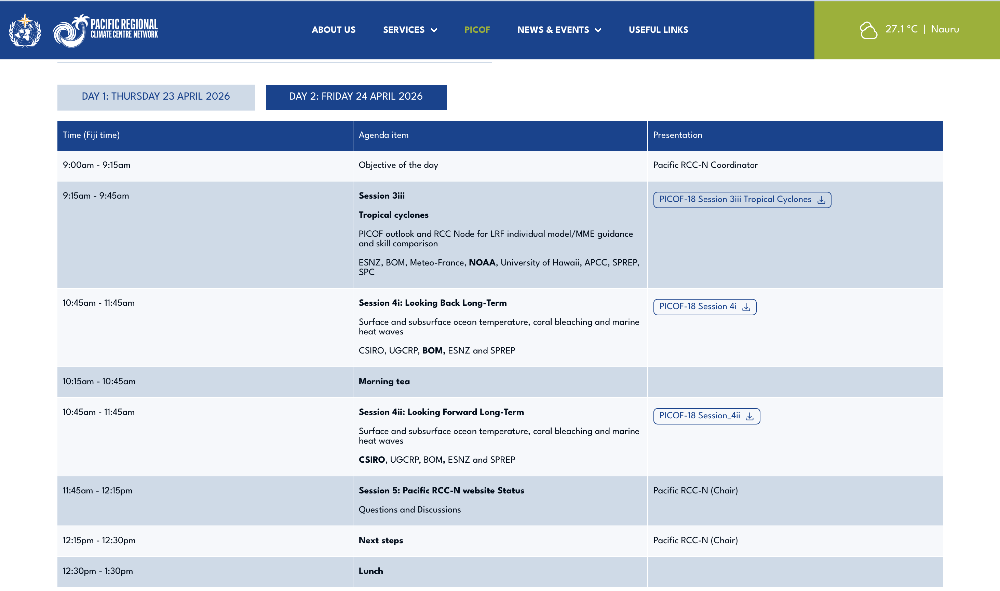 PACIFIC REGIONAL
CLIMATE CENTRE NETWORK
ABOUT US
SERVICES
PICOF
NEWS & EVENTS
USEFUL LINKS
27.1 °C | Nauru
DAY 1: THURSDAY 23 APRIL 2026
DAY 2: FRIDAY 24 APRIL 2026
Time (Fiji time)
Agenda item
Presentation
9:00am - 9:15am
Objective of the day
Pacific RCC-N Coordinator
9:15am - 9:45am
Session 3iii
Tropical cyclones
PICOF outlook and RCC Node for LRF individual model/MME guidance
and skill comparison
ESNZ, BOM, Meteo-France, NOAA, University of Hawaii, APCC, SPREP,
SPC
PICOF-18 Session 3iii Tropical Cyclones
10:45am - 11:45am
Session 4i: Looking Back Long-Term
Surface and subsurface ocean temperature, coral bleaching and marine
heat waves
CSIRO, UGCRP, BOM, ESNZ and SPREP
PICOF-18 Session 4i
10:15am - 10:45am
Morning tea
10:45am - 11:45am
Session 4ii: Looking Forward Long-Term
Surface and subsurface ocean temperature, coral bleaching and marine
heat waves
CSIRO, UGCRP, BOM, ESNZ and SPREP
PICOF-18 Session_4ii
11:45am - 12:15pm
Session 5: Pacific RCC-N website Status
Questions and Discussions
Pacific RCC-N (Chair)
12:15pm - 12:30pm
Next steps
Pacific RCC-N (Chair)
12:30pm - 1:30pm
Lunch